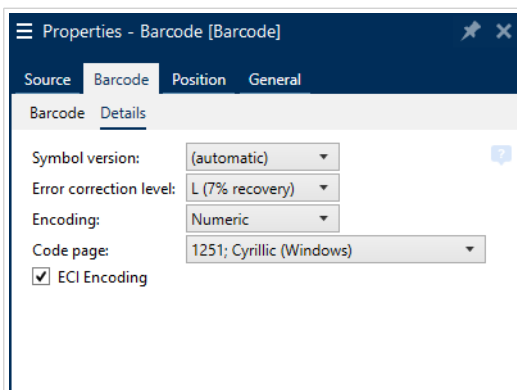 Properties - Barcode [Barcode]
Source Barcode Position General
Barcode Details
Symbol version: (automatic)
Error correction level: L (7% recovery)
Encoding: Numeric
Code page: 1251; Cyrillic (Windows)
ECI Encoding